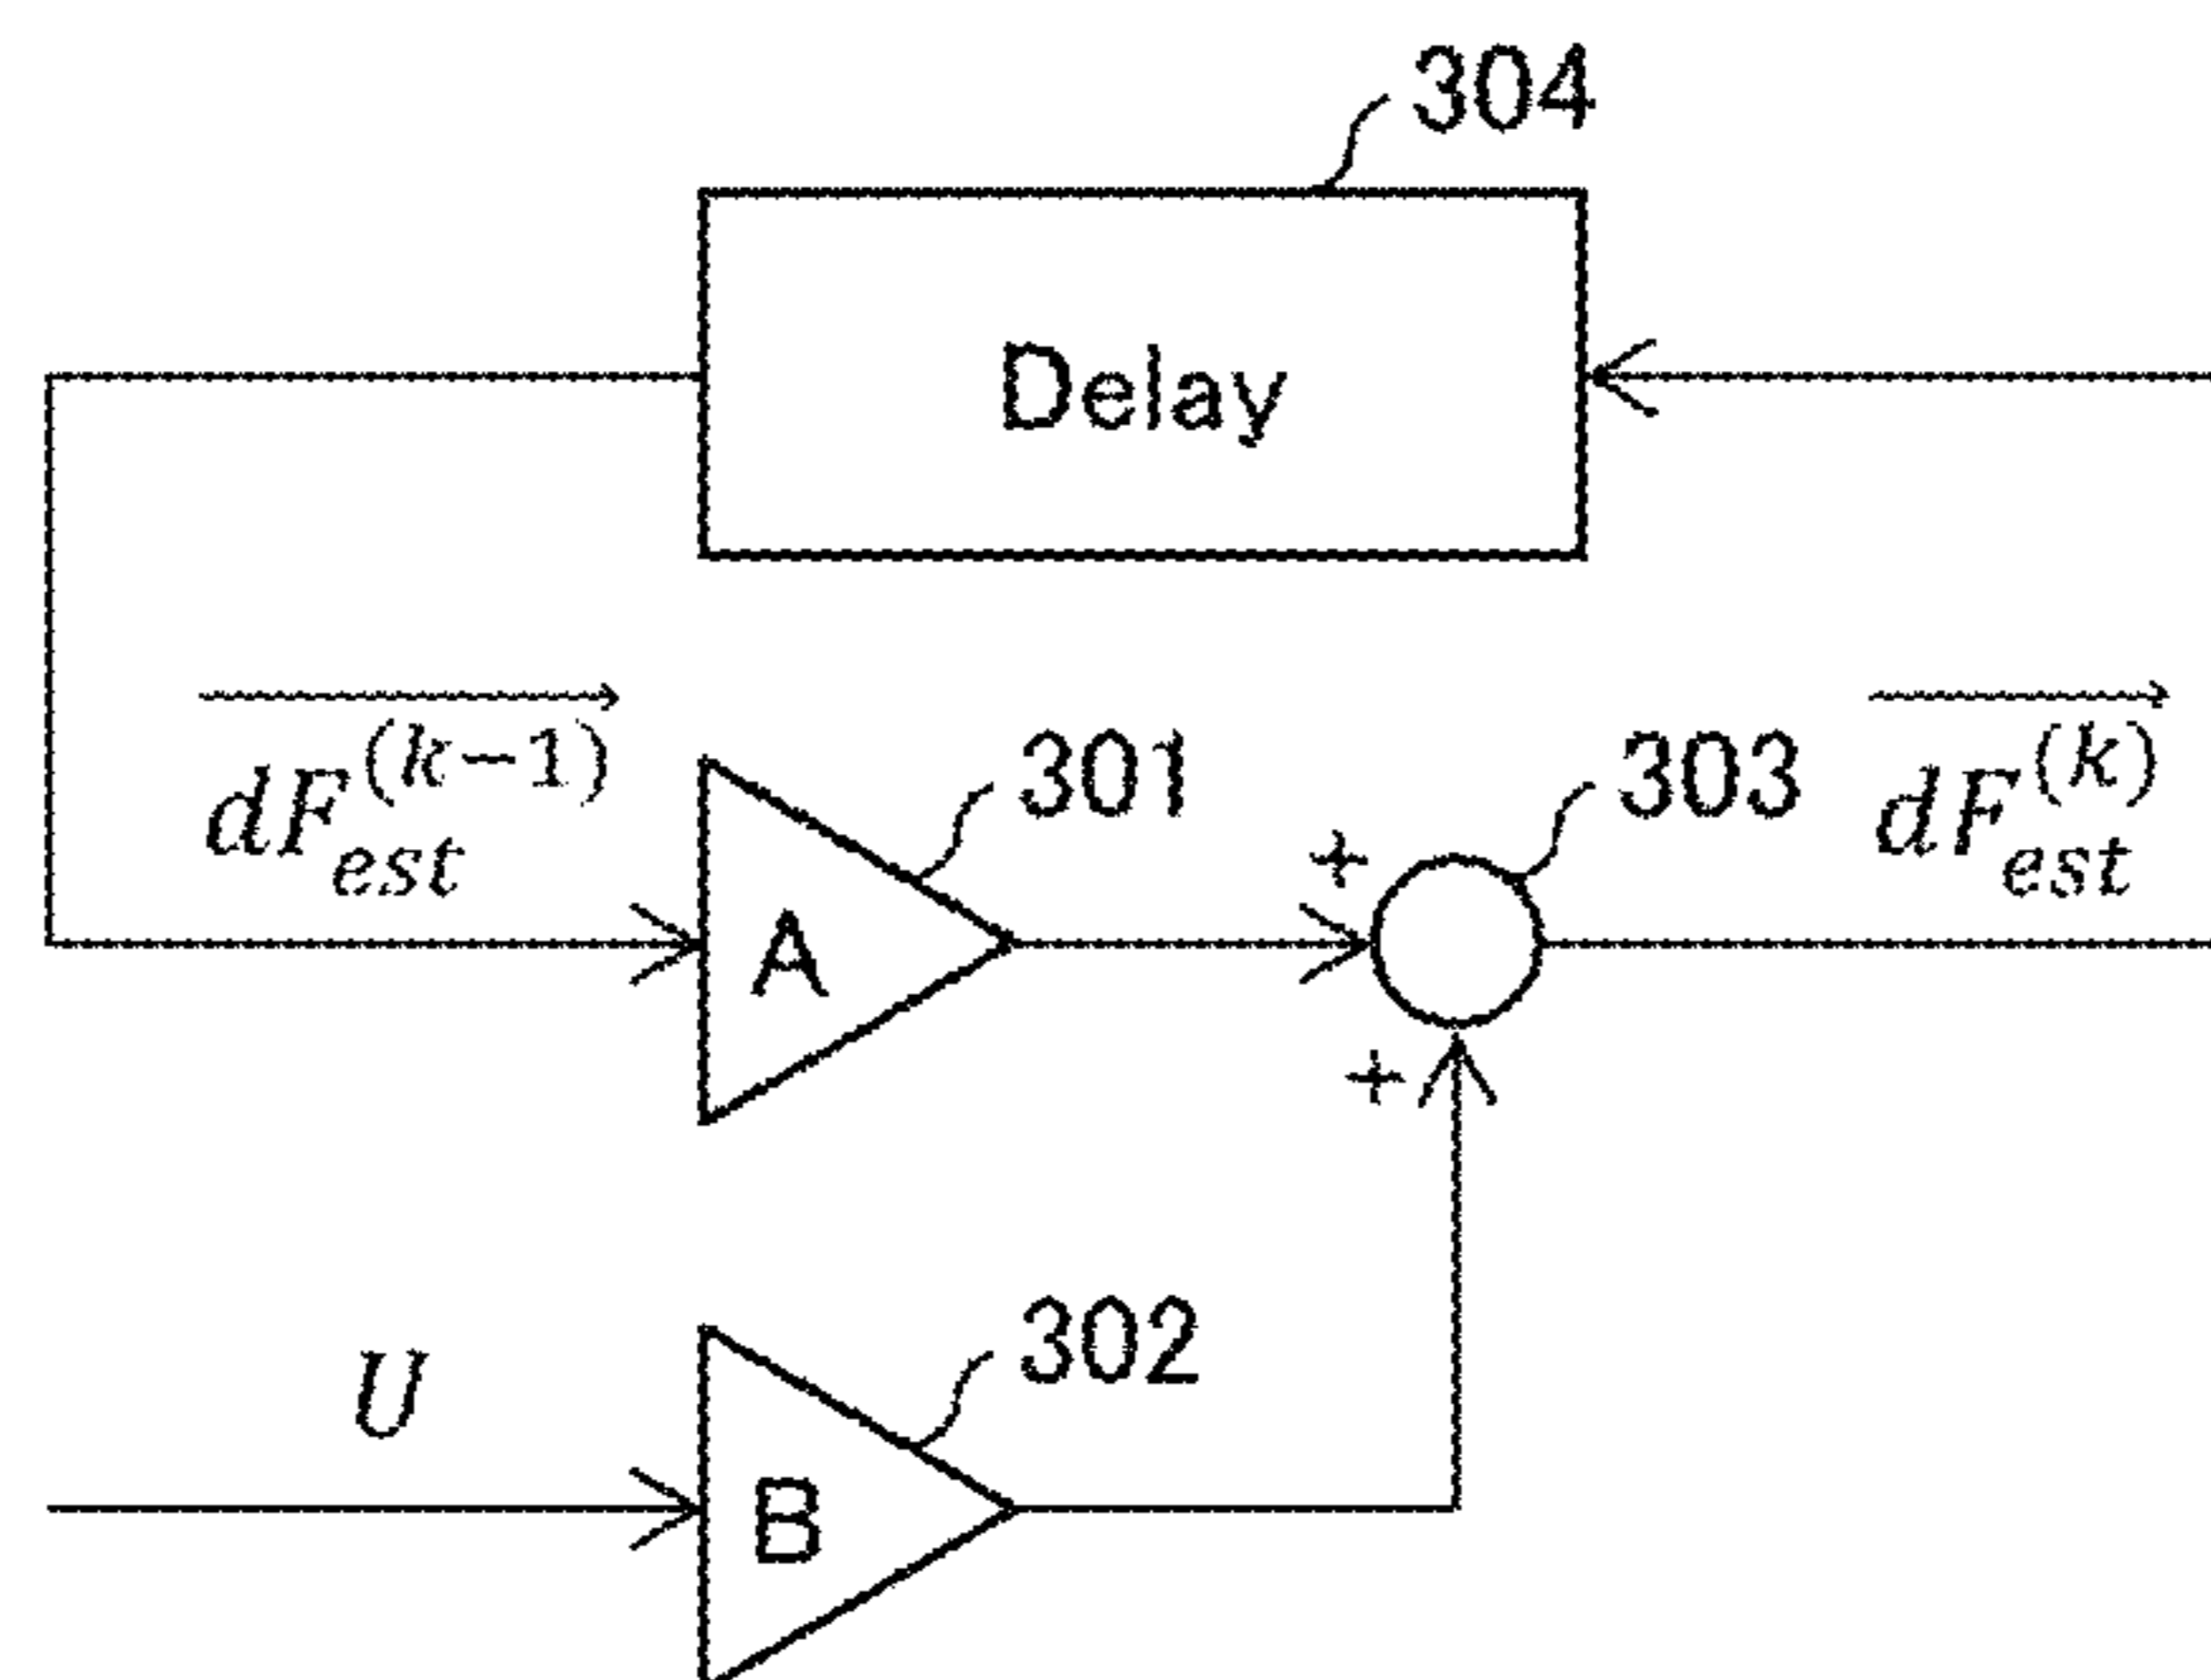 304
Delay
dF_est^(k-1)
301
303
dF_est^(k)
+
A
+
302
U
B